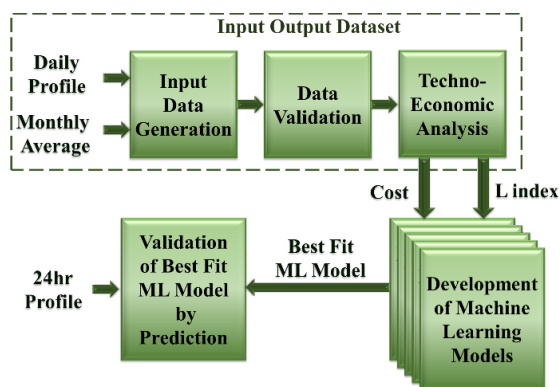 Input Output Dataset
Daily
Profile
Monthly
Average
Input
Data
Generation
Data
Validation
Techno-
Economic
Analysis
Cost
L index
24hr
Profile
Validation
of Best Fit
ML Model
by
Prediction
Best Fit
ML Model
Development
of Machine
Learning
Models